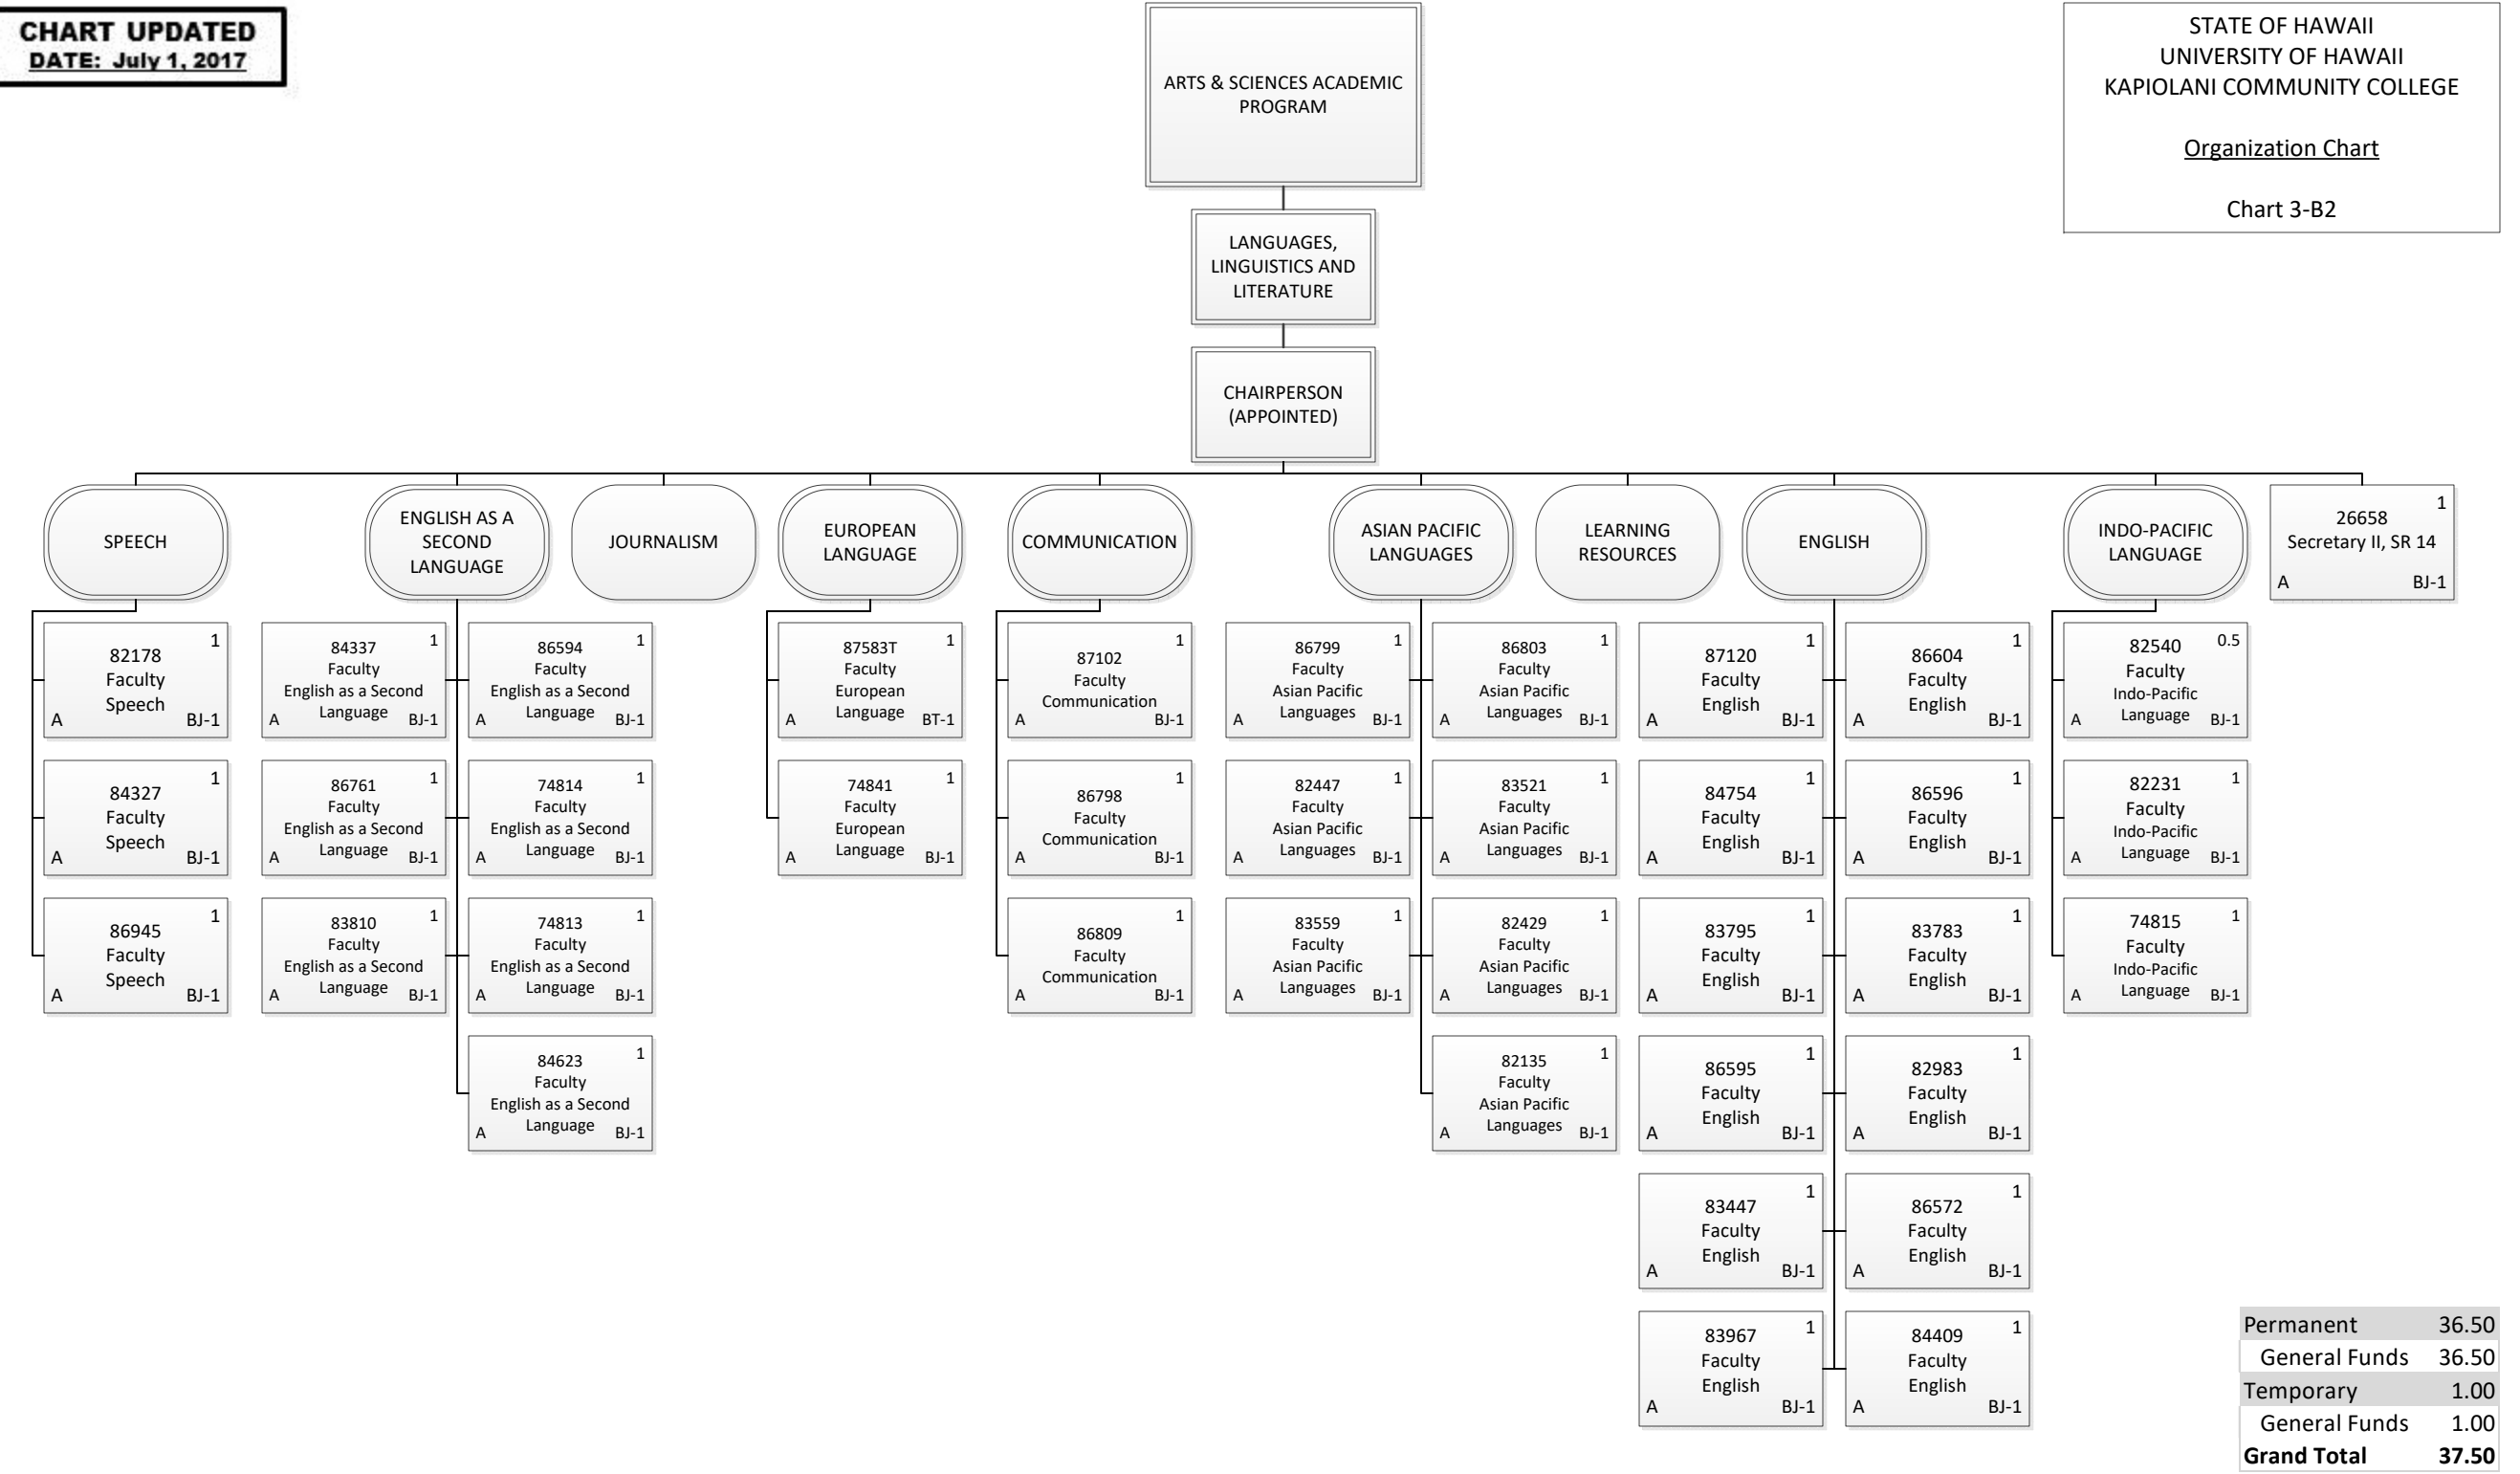 CHART UPDATED
DATE: July 1, 2017
ARTS & SCIENCES ACADEMIC
PROGRAM
STATE OF HAWAII
UNIVERSITY OF HAWAII
KAPIOLANI COMMUNITY COLLEGE
Organization Chart
Chart 3-B2
LANGUAGES,
LINGUISTICS AND
LITERATURE
CHAIRPERSON
(APPOINTED)
SPEECH
ENGLISH AS A
SECOND
LANGUAGE
JOURNALISM
EUROPEAN
LANGUAGE
COMMUNICATION
ASIAN PACIFIC
LANGUAGES
LEARNING
RESOURCES
ENGLISH
INDO-PACIFIC
LANGUAGE
1
26658
Secretary II, SR 14
A BJ-1
1
82178
Faculty
Speech
A BJ-1
1
84327
Faculty
Speech
A BJ-1
1
86945
Faculty
Speech
A BJ-1
84337 1
Faculty
English as a Second
Language
A BJ-1
86761 1
Faculty
English as a Second
Language
A BJ-1
83810 1
Faculty
English as a Second
Language
A BJ-1
86594 1
Faculty
English as a Second
Language
A BJ-1
74814 1
Faculty
English as a Second
Language
A BJ-1
74813 1
Faculty
English as a Second
Language
A BJ-1
84623 1
Faculty
English as a Second
Language
A BJ-1
87583T 1
Faculty
European
Language
A BT-1
74841 1
Faculty
European
Language
A BJ-1
1
87102
Faculty
Communication
A BJ-1
1
86798
Faculty
Communication
A BJ-1
1
86809
Faculty
Communication
A BJ-1
86799 1
Faculty
Asian Pacific
Languages
A BJ-1
82447 1
Faculty
Asian Pacific
Languages
A BJ-1
83559 1
Faculty
Asian Pacific
Languages
A BJ-1
86803 1
Faculty
Asian Pacific
Languages
A BJ-1
83521 1
Faculty
Asian Pacific
Languages
A BJ-1
82429 1
Faculty
Asian Pacific
Languages
A BJ-1
82135 1
Faculty
Asian Pacific
Languages
A BJ-1
1
87120
Faculty
English
A BJ-1
1
84754
Faculty
English
A BJ-1
1
83795
Faculty
English
A BJ-1
1
86595
Faculty
English
A BJ-1
1
83447
Faculty
English
A BJ-1
1
83967
Faculty
English
A BJ-1
1
86604
Faculty
English
A BJ-1
1
86596
Faculty
English
A BJ-1
1
83783
Faculty
English
A BJ-1
1
82983
Faculty
English
A BJ-1
1
86572
Faculty
English
A BJ-1
1
84409
Faculty
English
A BJ-1
82540 0.5
Faculty
Indo-Pacific
Language
A BJ-1
82231 1
Faculty
Indo-Pacific
Language
A BJ-1
74815 1
Faculty
Indo-Pacific
Language
A BJ-1
Permanent 36.50
General Funds 36.50
Temporary 1.00
General Funds 1.00
Grand Total 37.50